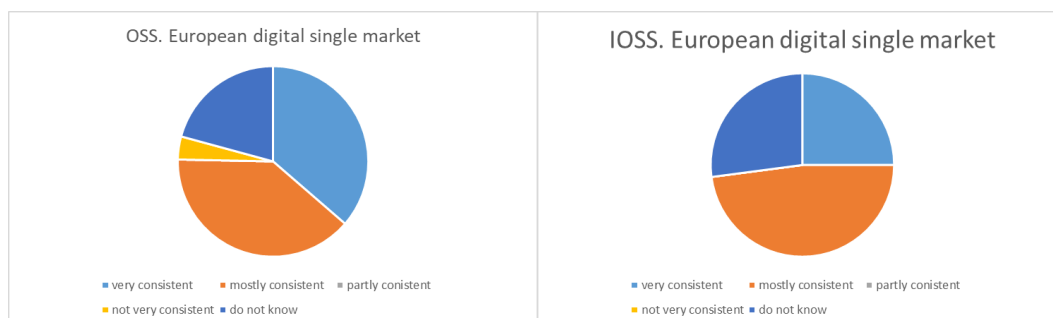 OSS. European digital single market
very consistent mostly consistent partly conistent
not very consistent do not know
IOSS. European digital single market
very consistent mostly consistent partly conistent
not very consistent do not know